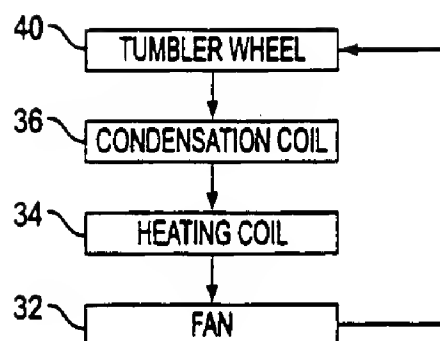 40 TUMBLER WHEEL
36 CONDENSATION COIL
34 HEATING COIL
32 FAN